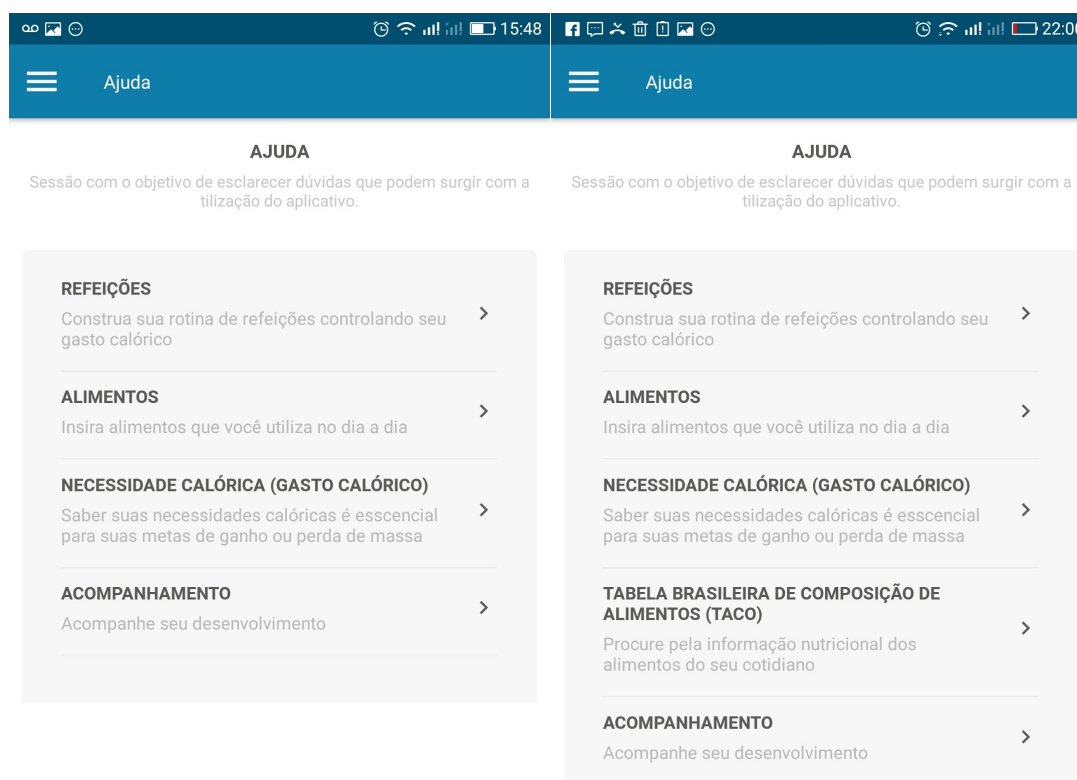 15:48
Ajuda
AJUDA
Sessão com o objetivo de esclarecer dúvidas que podem surgir com a
tilização do aplicativo.
REFEIÇÕES
Construa sua rotina de refeições controlando seu
gasto calórico
ALIMENTOS
Insira alimentos que você utiliza no dia a dia
NECESSIDADE CALÓRICA (GASTO CALÓRICO)
Saber suas necessidades calóricas é esscencial
para suas metas de ganho ou perda de massa
ACOMPANHAMENTO
Acompanhe seu desenvolvimento
22:00
Ajuda
AJUDA
Sessão com o objetivo de esclarecer dúvidas que podem surgir com a
tilização do aplicativo.
REFEIÇÕES
Construa sua rotina de refeições controlando seu
gasto calórico
ALIMENTOS
Insira alimentos que você utiliza no dia a dia
NECESSIDADE CALÓRICA (GASTO CALÓRICO)
Saber suas necessidades calóricas é esscencial
para suas metas de ganho ou perda de massa
TABELA BRASILEIRA DE COMPOSIÇÃO DE
ALIMENTOS (TACO)
Procure pela informação nutricional dos
alimentos do seu cotidiano
ACOMPANHAMENTO
Acompanhe seu desenvolvimento